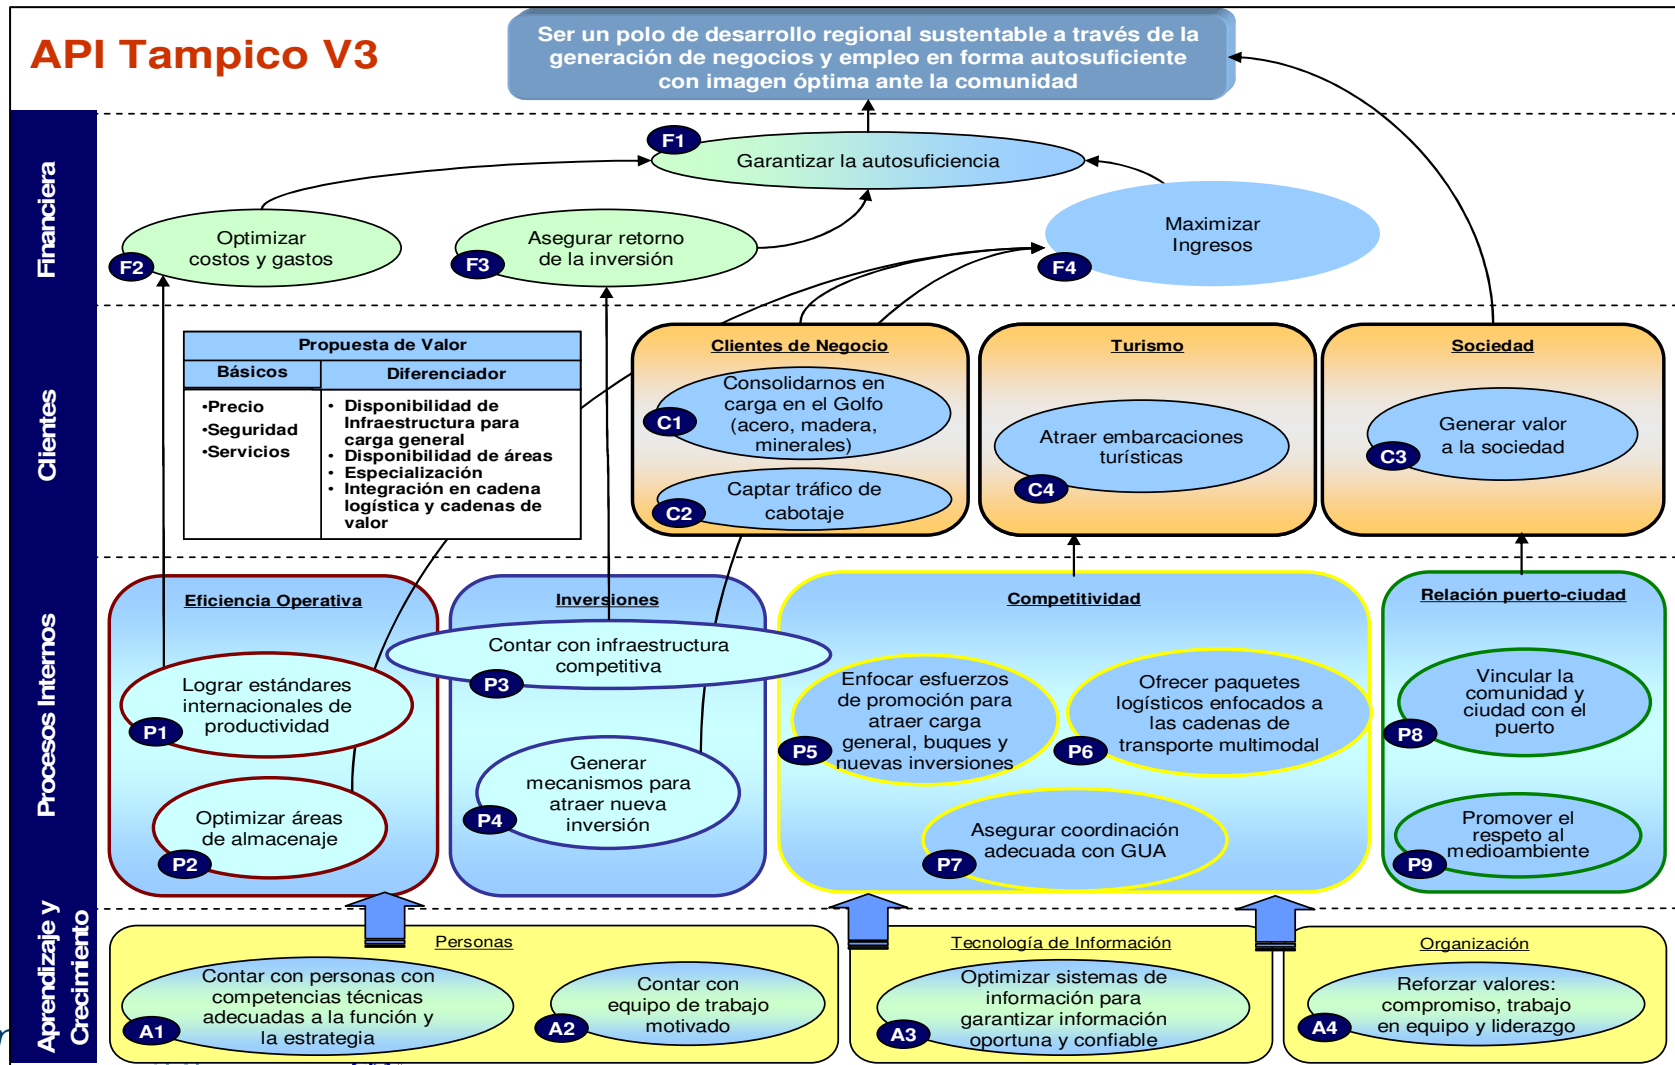 API Tampico V3
Ser un polo de desarrollo regional sustentable a través de la
generación de negocios y empleo en forma autosuficiente
con imagen óptima ante la comunidad
Financiera
F1
Garantizar la autosuficiencia
F2
Optimizar
costos y gastos
F3
Asegurar retorno
de la inversión
F4
Maximizar
Ingresos
Clientes
Propuesta de Valor
Básicos
•Precio
•Seguridad
•Servicios
Diferenciador
• Disponibilidad de
Infraestructura para
carga general
• Disponibilidad de áreas
• Especialización
• Integración en cadena
logística y cadenas de
valor
Clientes de Negocio
C1
Consolidarnos en
carga en el Golfo
(acero, madera,
minerales)
C2
Captar tráfico de
cabotaje
Turismo
C4
Atraer embarcaciones
turísticas
Sociedad
C3
Generar valor
a la sociedad
Procesos Internos
Eficiencia Operativa
P1
Lograr estándares
internacionales de
productividad
P2
Optimizar áreas
de almacenaje
Inversiones
P3
Contar con infraestructura
competitiva
P4
Generar
mecanismos para
atraer nueva
inversión
Competitividad
P5
Enfocar esfuerzos
de promoción para
atraer carga
general, buques y
nuevas inversiones
P6
Ofrecer paquetes
logísticos enfocados a
las cadenas de
transporte multimodal
P7
Asegurar coordinación
adecuada con GUA
Relación puerto-ciudad
P8
Vincular la
comunidad y
ciudad con el
puerto
P9
Promover el
respeto al
medioambiente
Aprendizaje y
Crecimiento
Personas
A1
Contar con personas con
competencias técnicas
adecuadas a la función y
la estrategia
A2
Contar con
equipo de trabajo
motivado
Tecnología de Información
A3
Optimizar sistemas de
información para
garantizar información
oportuna y confiable
Organización
A4
Reforzar valores:
compromiso, trabajo
en equipo y liderazgo